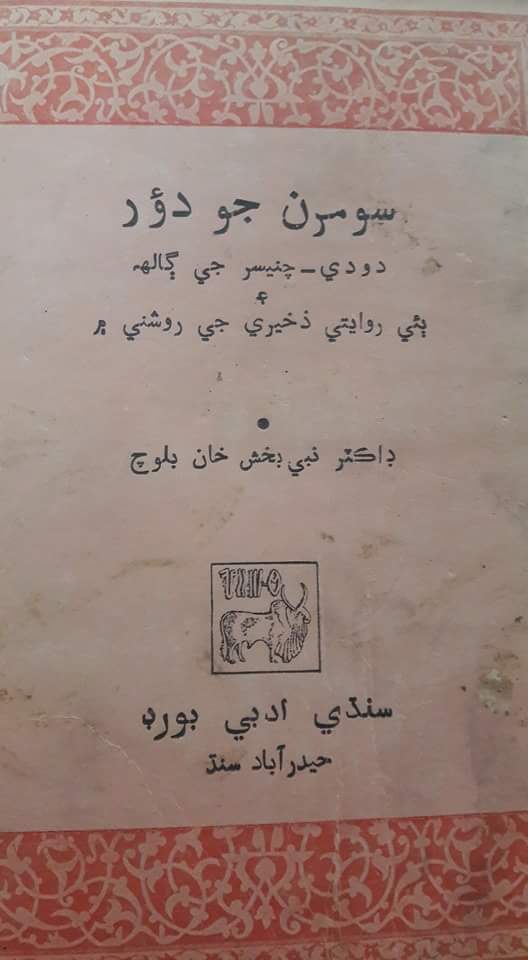 سومرن جو دؤر
دودي - چنيسر جي ڳالهه
۽
ٻئي روايتي ذخيري جي روشني ۾
ڊاڪٽر نبي بخش خان بلوچ
سنڌي ادبي بورڊ
حيدرآباد سنڌ